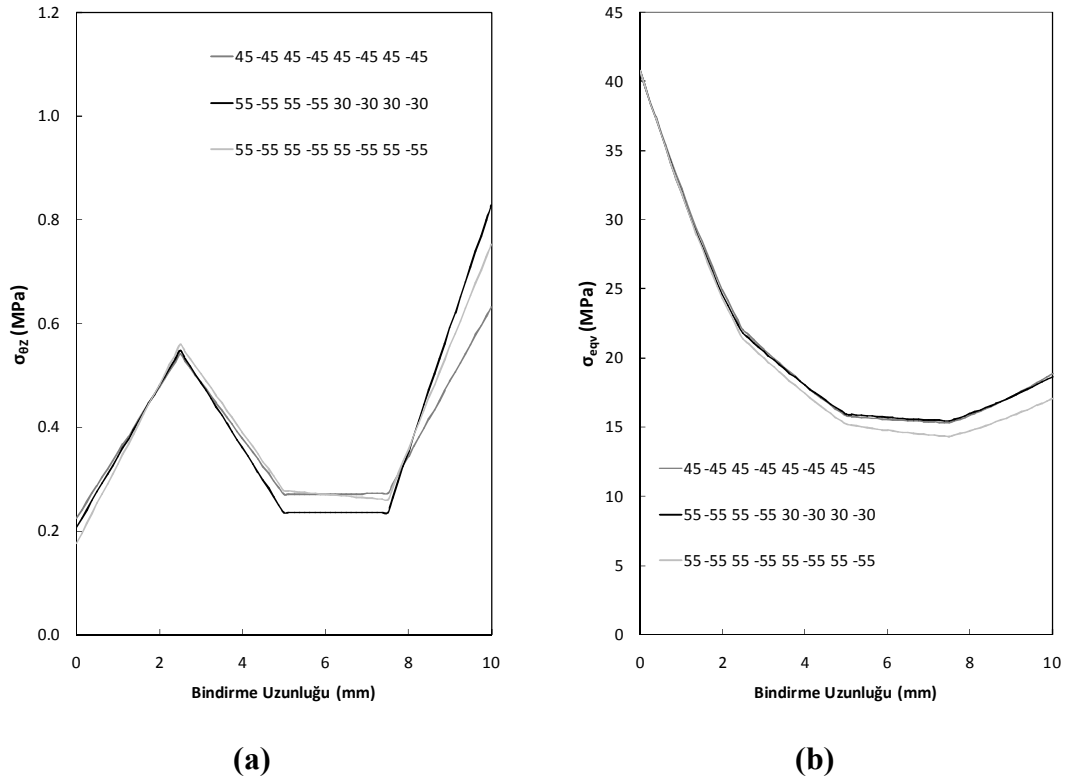 1.2
1.0
0.8
0.6
0.4
0.2
0.0
σθZ (MPa)
45 -45 45 -45 45 -45 45 -45
55 -55 55 -55 30 -30 30 -30
55 -55 55 -55 55 -55 55 -55
0 2 4 6 8 10
Bindirme Uzunluğu (mm)
(a)
45
40
35
30
25
20
15
10
5
0
σeqv (MPa)
45 -45 45 -45 45 -45 45 -45
55 -55 55 -55 30 -30 30 -30
55 -55 55 -55 55 -55 55 -55
0 2 4 6 8 10
Bindirme Uzunluğu (mm)
(b)